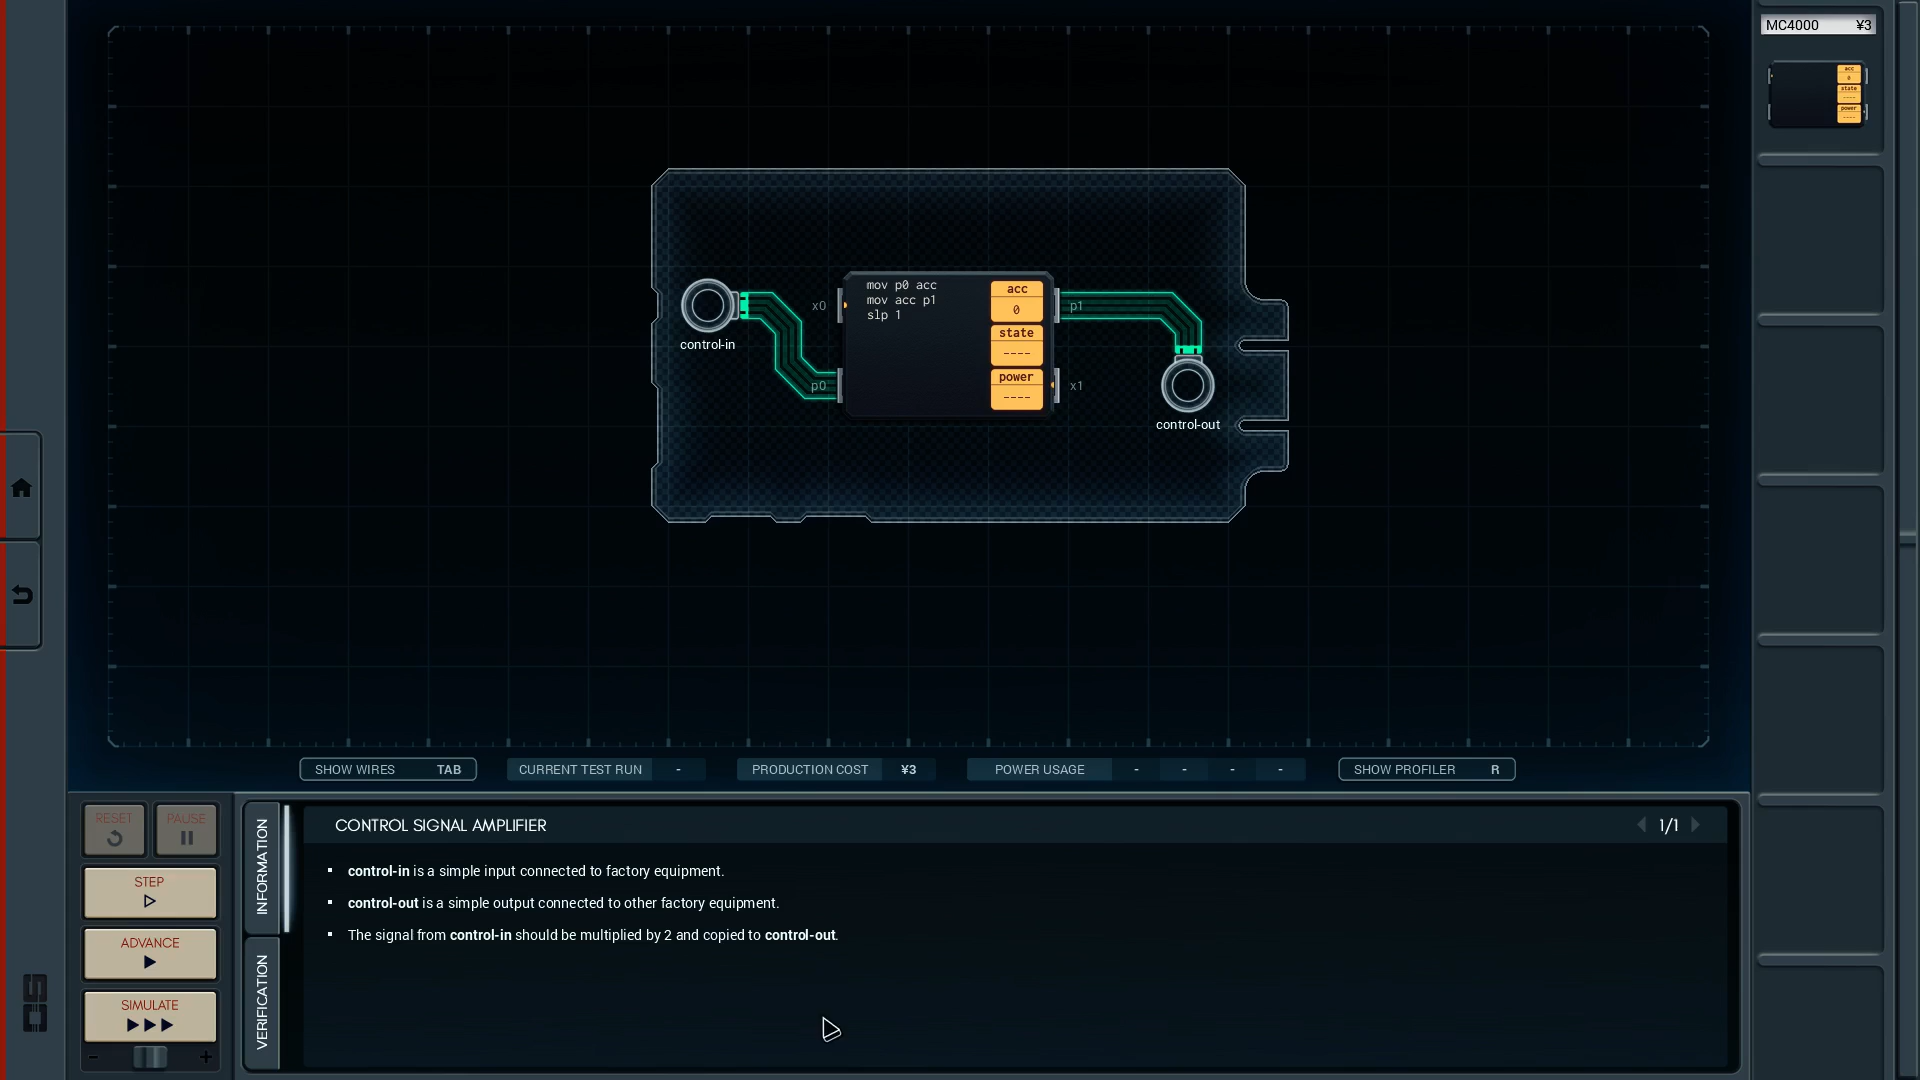 MC4000 ¥3
acc
0
state
----
power
----
mov p0 acc
mov acc p1
slp 1
acc
0
state
----
power
----
x0
p0
p1
x1
control-in
control-out
SHOW WIRES TAB
CURRENT TEST RUN -
PRODUCTION COST ¥3
POWER USAGE - - - -
SHOW PROFILER R
RESET
PAUSE
STEP
ADVANCE
SIMULATE
- +
INFORMATION
VERIFICATION
CONTROL SIGNAL AMPLIFIER
1/1
▪ control-in is a simple input connected to factory equipment.
▪ control-out is a simple output connected to other factory equipment.
▪ The signal from control-in should be multiplied by 2 and copied to control-out.